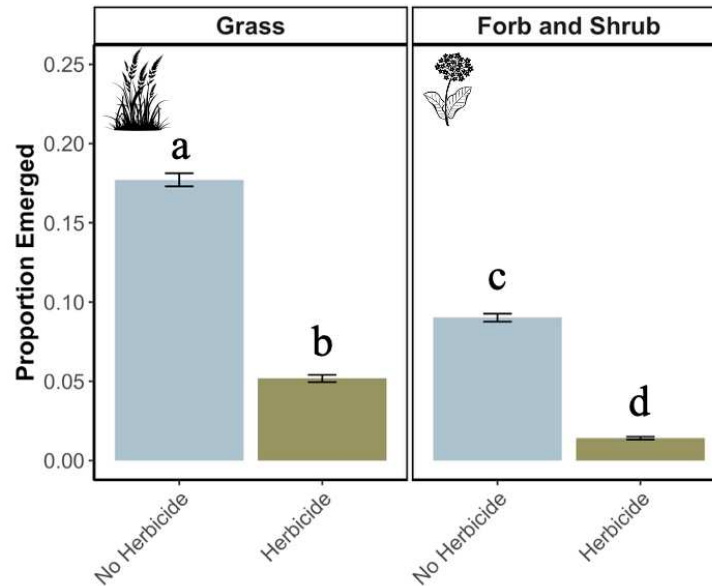 Grass
Forb and Shrub
Proportion Emerged
0.25
0.20
0.15
0.10
0.05
0.00
a
b
c
d
No Herbicide
Herbicide
No Herbicide
Herbicide